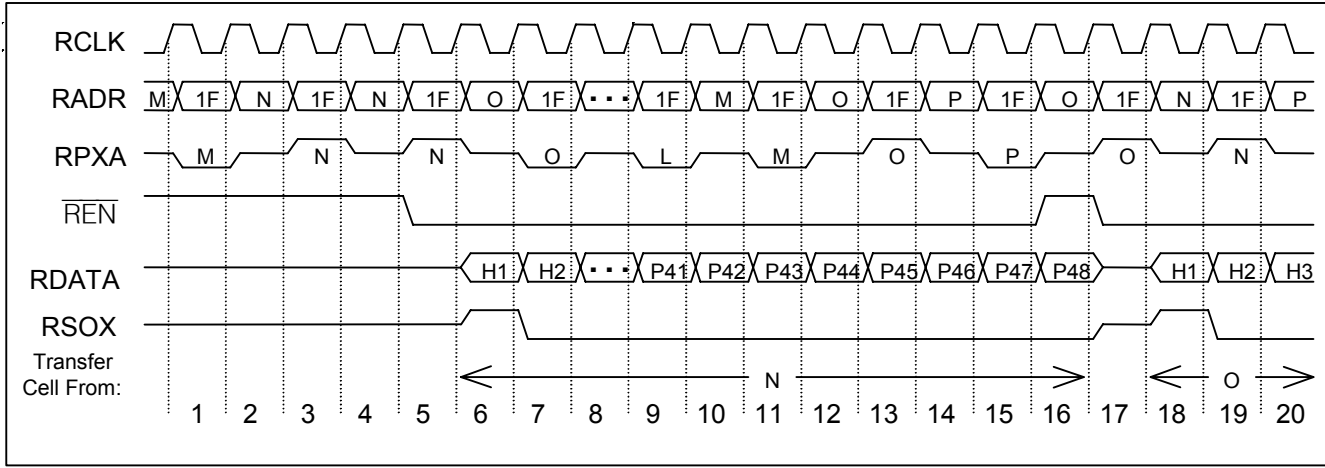 RCLK
RADR M 1F N 1F N 1F O 1F ··· 1F M 1F O 1F P 1F O 1F N 1F P
RPXA M N N O L M O P O N
REN
RDATA H1 H2 ··· P41 P42 P43 P44 P45 P46 P47 P48 H1 H2 H3
RSOX
Transfer
Cell From: N O
1 2 3 4 5 6 7 8 9 10 11 12 13 14 15 16 17 18 19 20